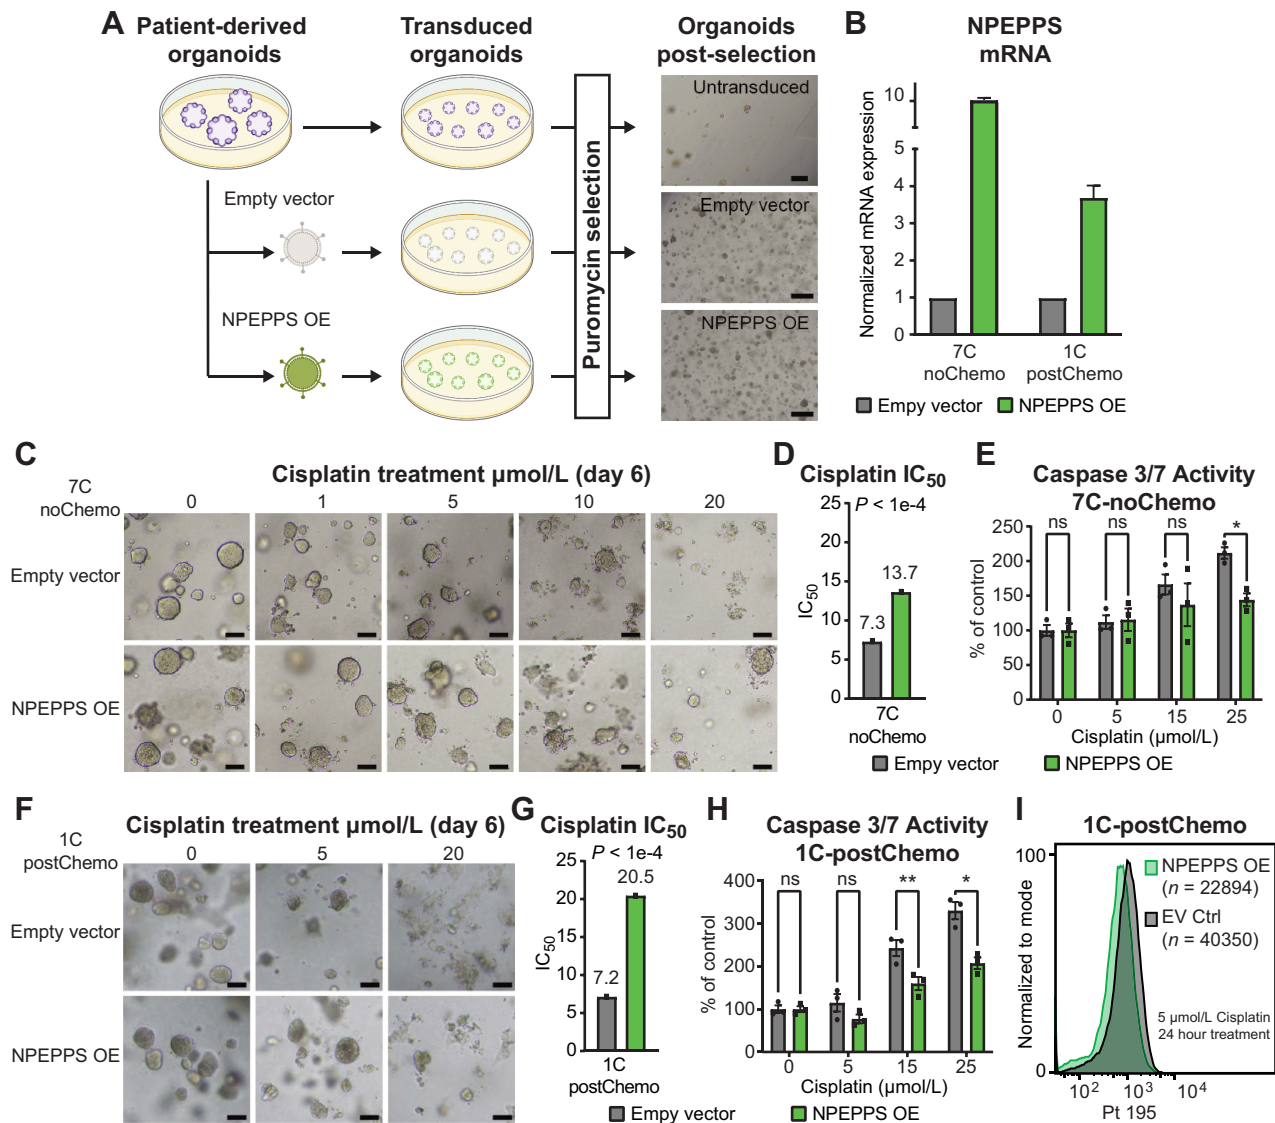 A
Patient-derived
organoids
Transduced
organoids
Organoids
post-selection
Empty vector
NPEPPS OE
Puromycin selection
Untransduced
Empty vector
NPEPPS OE
B
NPEPPS
mRNA
Normalized mRNA expression
10
5
4
3
2
1
0
7C
noChemo
1C
postChemo
Empty vector
NPEPPS OE
C
Cisplatin treatment µmol/L (day 6)
7C
noChemo
0
1
5
10
20
Empty vector
NPEPPS OE
D
Cisplatin IC50
P < 1e-4
IC50
25
20
15
10
5
0
7.3
13.7
7C
noChemo
E
Caspase 3/7 Activity
7C-noChemo
% of control
250
200
150
100
50
0
ns
ns
ns
*
0
5
15
25
Cisplatin (µmol/L)
Empy vector
NPEPPS OE
F
Cisplatin treatment µmol/L (day 6)
1C
postChemo
0
5
20
Empty vector
NPEPPS OE
G
Cisplatin IC50
P < 1e-4
IC50
25
20
15
10
5
0
7.2
20.5
1C
postChemo
H
Caspase 3/7 Activity
1C-postChemo
% of control
400
300
200
100
0
ns
ns
**
*
0
5
15
25
Cisplatin (µmol/L)
Empy vector
NPEPPS OE
I
1C-postChemo
Normalized to mode
100
0
NPEPPS OE
(n = 22894)
EV Ctrl
(n = 40350)
5 µmol/L Cisplatin
24 hour treatment
10² 10³ 10⁴
Pt 195